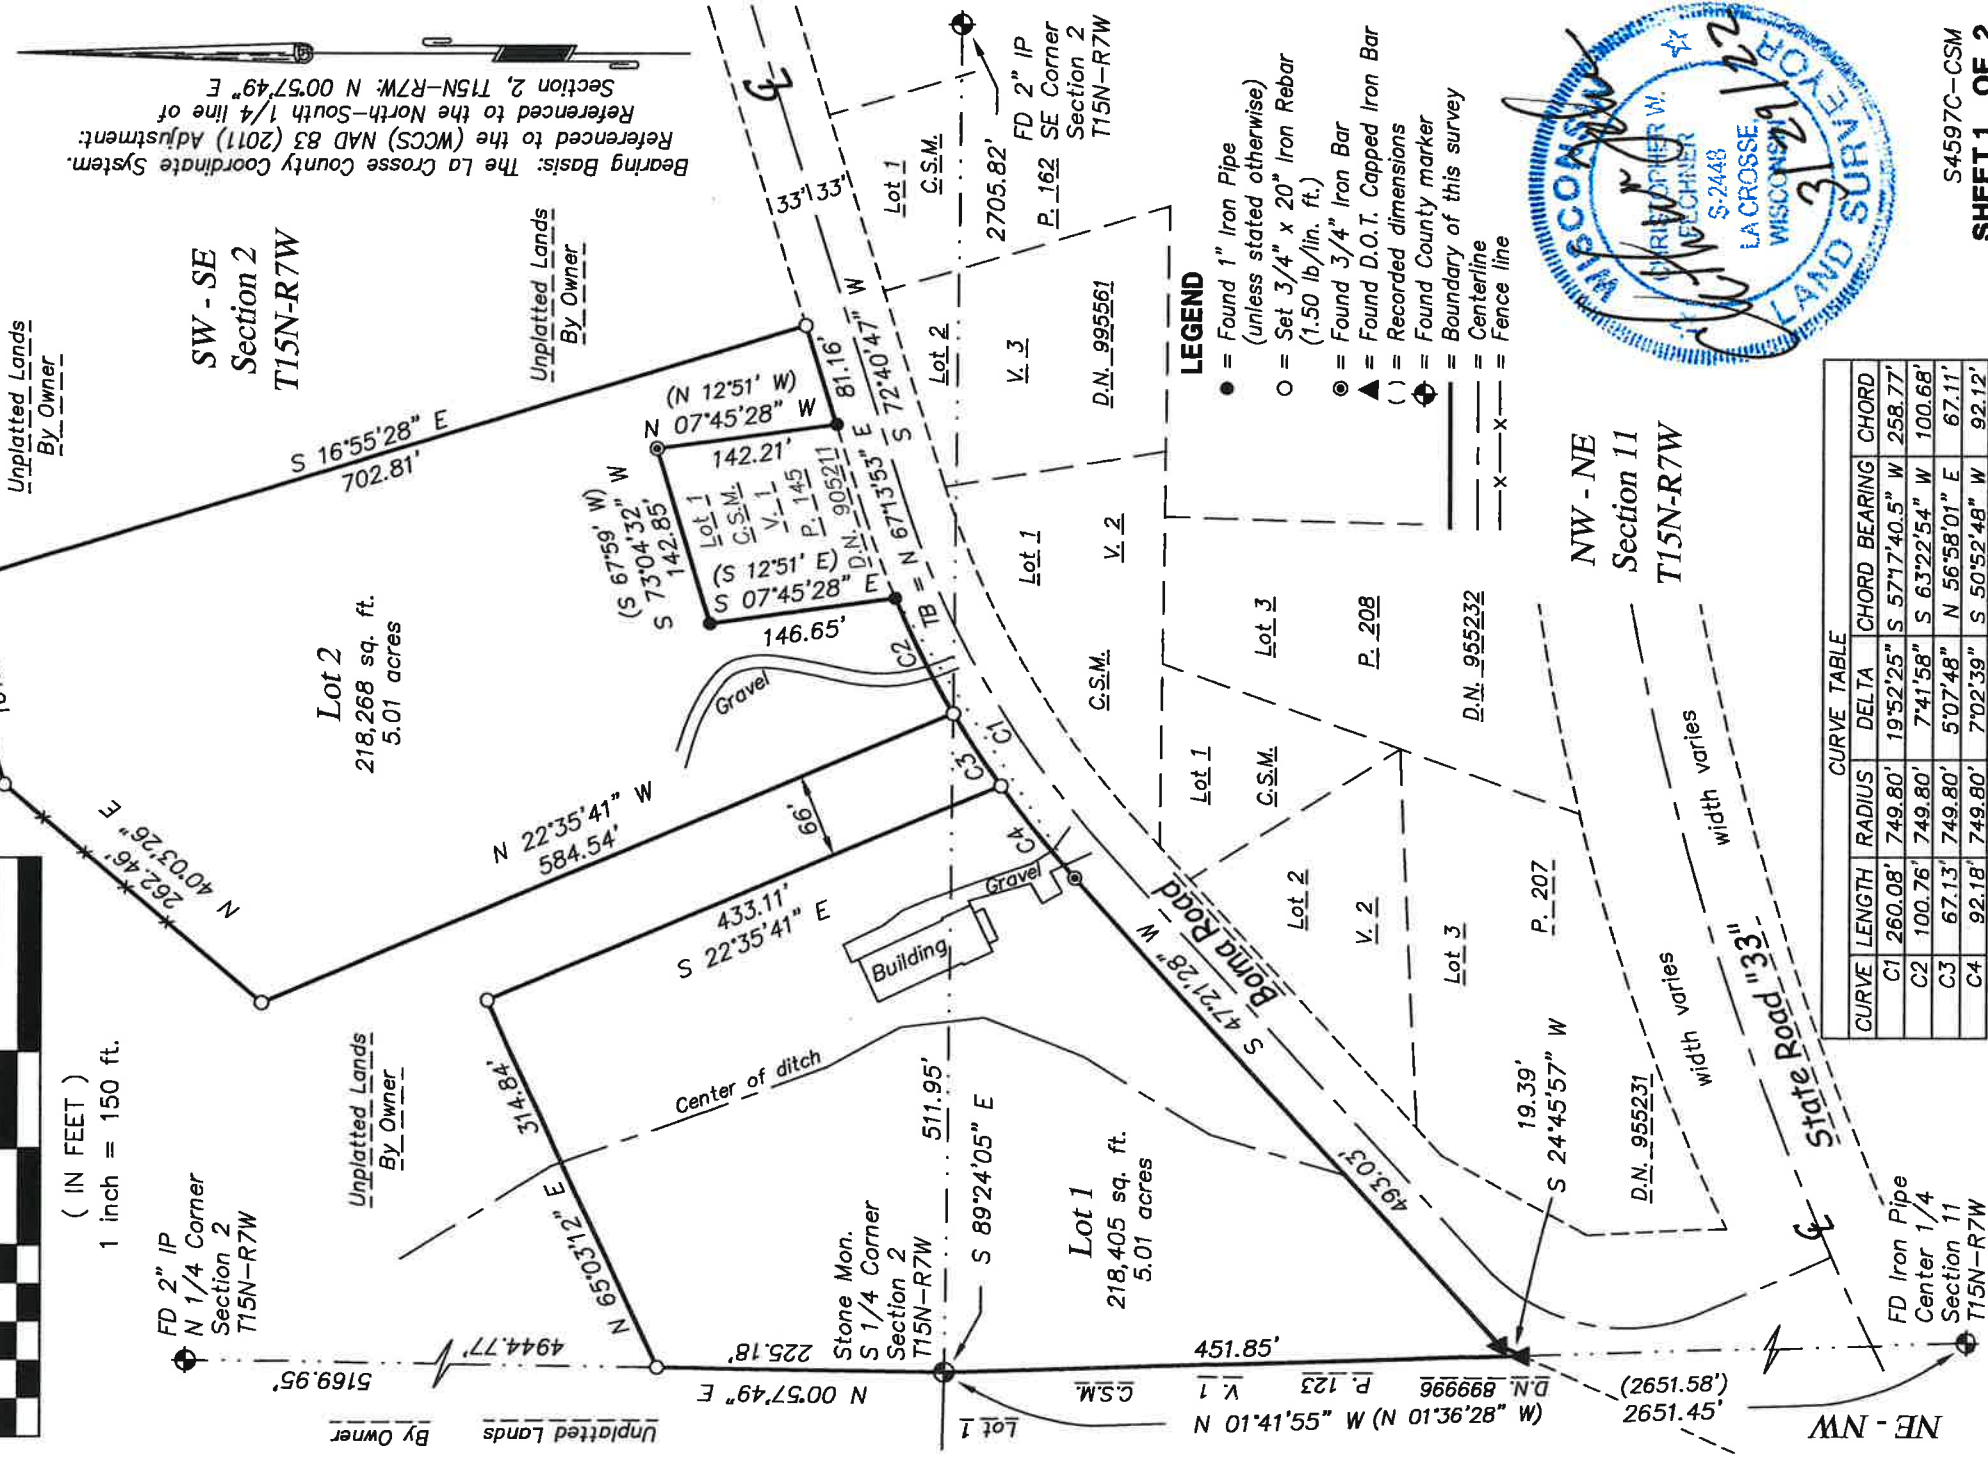 ( IN FEET )
1 inch = 150 ft.
Bearing Basis: The La Crosse County Coordinate System.
Referenced to the (WCCS) NAD 83 (2011) Adjustment:
Referenced to the North-South 1/4 line of
Section 2, T15N-R7W: N 00°57'49" E
FD 2" IP
N 1/4 Corner
Section 2
T15N-R7W
5169.95'
4944.77'
Unplatted Lands
By Owner
Unplatted Lands
By Owner
Unplatted Lands
By Owner
SW - SE
Section 2
T15N-R7W
Unplatted Lands
By Owner
N 40°03'26" E
262.46'
S 16°55'28" E
702.81'
Lot 2
218,268 sq. ft.
5.01 acres
N 22°35'41" W
584.54'
66'
433.11'
S 22°35'41" E
314.84'
N 65°03'12" E
225.18'
N 00°57'49" E
Stone Mon.
S 1/4 Corner
Section 2
T15N-R7W
511.95'
S 89°24'05" E
Center of ditch
Building
Gravel
Gravel
(S 67°59' W)
S 73°04'32" W
142.85'
Lot 1
C.S.M.
V. 1
P. 145
D.N. 905211
(N 12°51' W)
N 07°45'28" W
142.21'
(S 12°51' E)
S 07°45'28" E
146.65'
81.16'
S 72°40'47" W
TB = N 67°13'53" E
33' 33'
C2
C1
C3
C4
℄
Lot 1
218,405 sq. ft.
5.01 acres
451.85'
N 01°41'55" W (N 01°36'28" W)
Lot 1
C.S.M.
V. 1
P. 123
D.N. 899996
493.03'
S 47°21'28" W
Boma Road
19.39'
S 24°45'57" W
(2651.58')
2651.45'
NE - NW
FD Iron Pipe
Center 1/4
Section 11
T15N-R7W
℄
State Road "33"
width varies
width varies
width varies
Lot 1
C.S.M.
P. 162
2705.82'
FD 2" IP
SE Corner
Section 2
T15N-R7W
Lot 2
V. 3
D.N. 995561
Lot 1
V. 2
C.S.M.
Lot 3
P. 208
D.N. 955232
Lot 1
C.S.M.
Lot 2
V. 2
Lot 3
P. 207
D.N. 955231
NW - NE
Section 11
T15N-R7W
LEGEND
● = Found 1" Iron Pipe
(unless stated otherwise)
○ = Set 3/4" x 20" Iron Rebar
(1.50 lb/lin. ft.)
= Found 3/4" Iron Bar
▲ = Found D.O.T. Capped Iron Bar
( ) = Recorded dimensions
= Found County marker
= Boundary of this survey
= Centerline
x x = Fence line
CURVE TABLE
CURVE LENGTH RADIUS DELTA CHORD BEARING CHORD
C1 260.08' 749.80' 19°52'25" S 57°17'40.5" W 258.77'
C2 100.76' 749.80' 7°41'58" S 63°22'54" W 100.68'
C3 67.13' 749.80' 5°07'48" N 56°58'01" E 67.11'
C4 92.18' 749.80' 7°02'39" S 50°52'48" W 92.12'
WISCONSIN
CHRISTOPHER W.
FECHNER
S-2448
LA CROSSE,
WISCONSIN
LAND SURVEYOR
3/29/22
S4597C-CSM
SHEET 1 OF 2